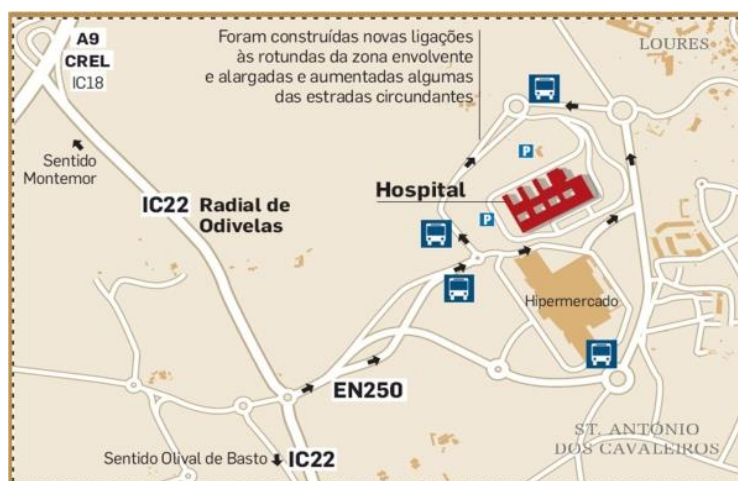 A9
CREL
IC18
Foram construídas novas ligações
às rotundas da zona envolvente
e alargadas e aumentadas algumas
das estradas circundantes
LOURES
Sentido
Montemor
P
Hospital
IC22 Radial de
Odivelas
P
Hipermercado
EN250
ST. ANTÓNIO
DOS CAVALEIROS
Sentido Olival de Basto IC22